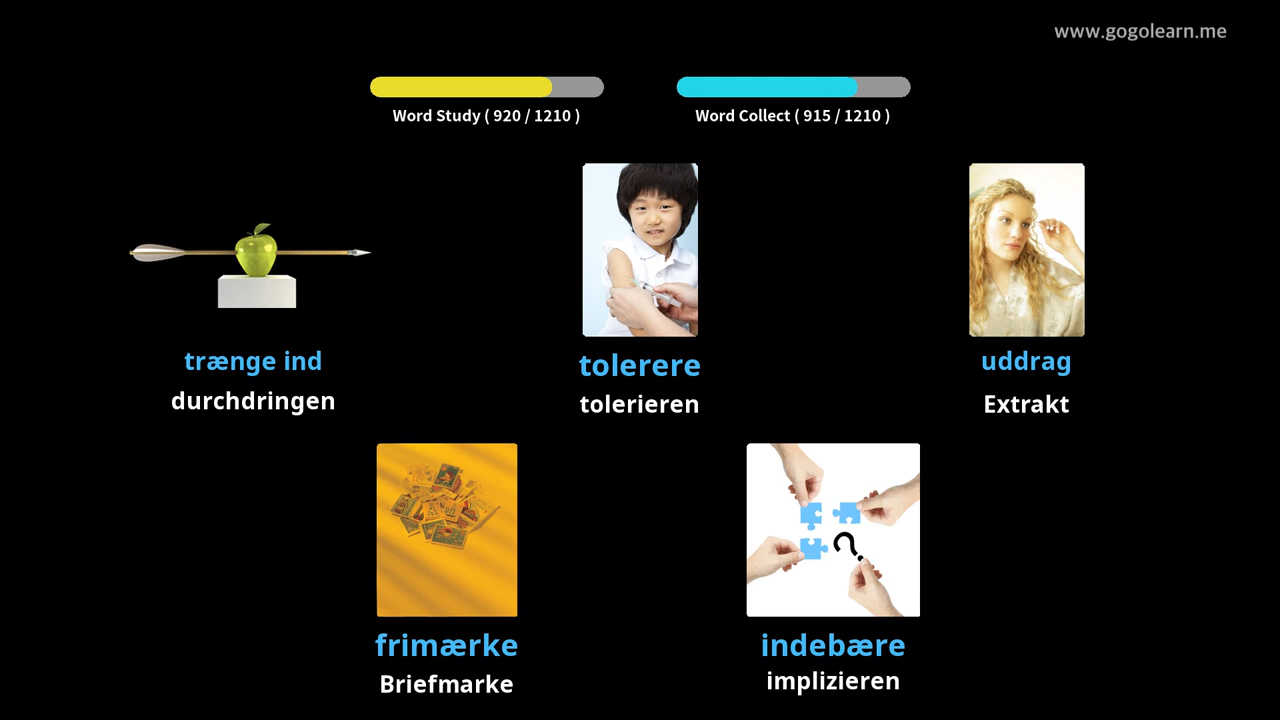 www.gogolearn.me
Word Study ( 920 / 1210 )
Word Collect ( 915 / 1210 )
trænge ind
durchdringen
tolerere
tolerieren
uddrag
Extrakt
frimærke
Briefmarke
indebære
implizieren
?